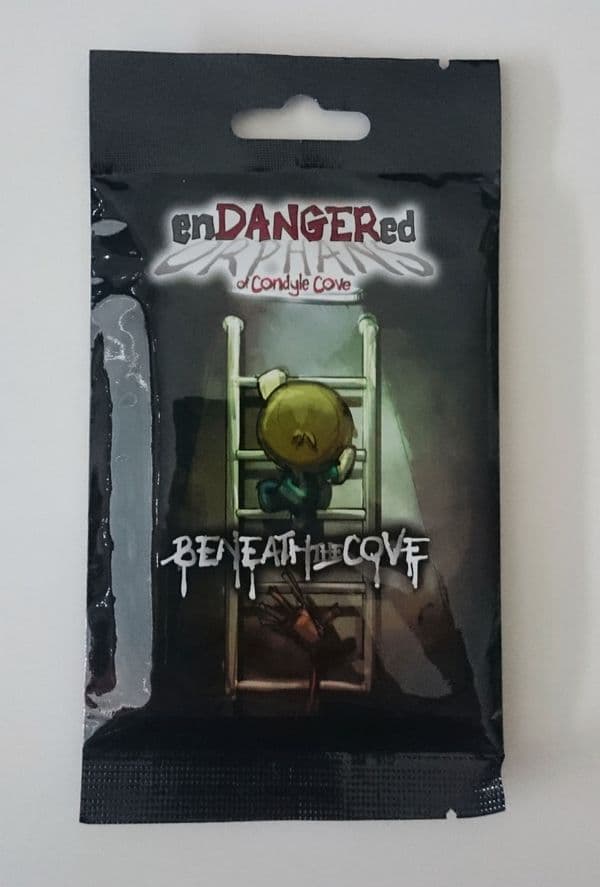 enDANGERed
ORPHANS
of Condyle Cove
BENEATH THE COVE